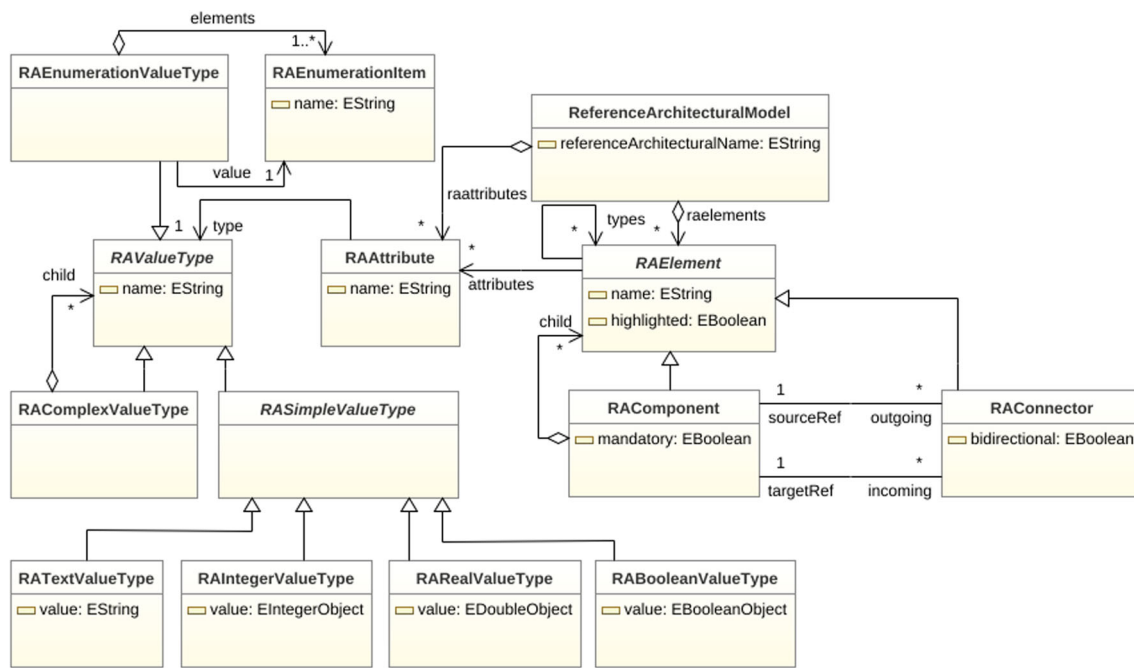 elements
1..*
RAEnumerationValueType
RAEnumerationItem
name: EString
ReferenceArchitecturalModel
referenceArchitecturalName: EString
value
1
raattributes
raelements
1
type
*
*
types
*
*
RAValueType
name: EString
RAAttribute
name: EString
attributes
RAElement
name: EString
highlighted: EBoolean
child
*
child
*
RAComplexValueType
RASimpleValueType
RAComponent
mandatory: EBoolean
1
*
sourceRef
outgoing
RAConnector
bidirectional: EBoolean
1
*
targetRef
incoming
RATextValueType
value: EString
RAIntegerValueType
value: EIntegerObject
RARealValueType
value: EDoubleObject
RABooleanValueType
value: EBooleanObject